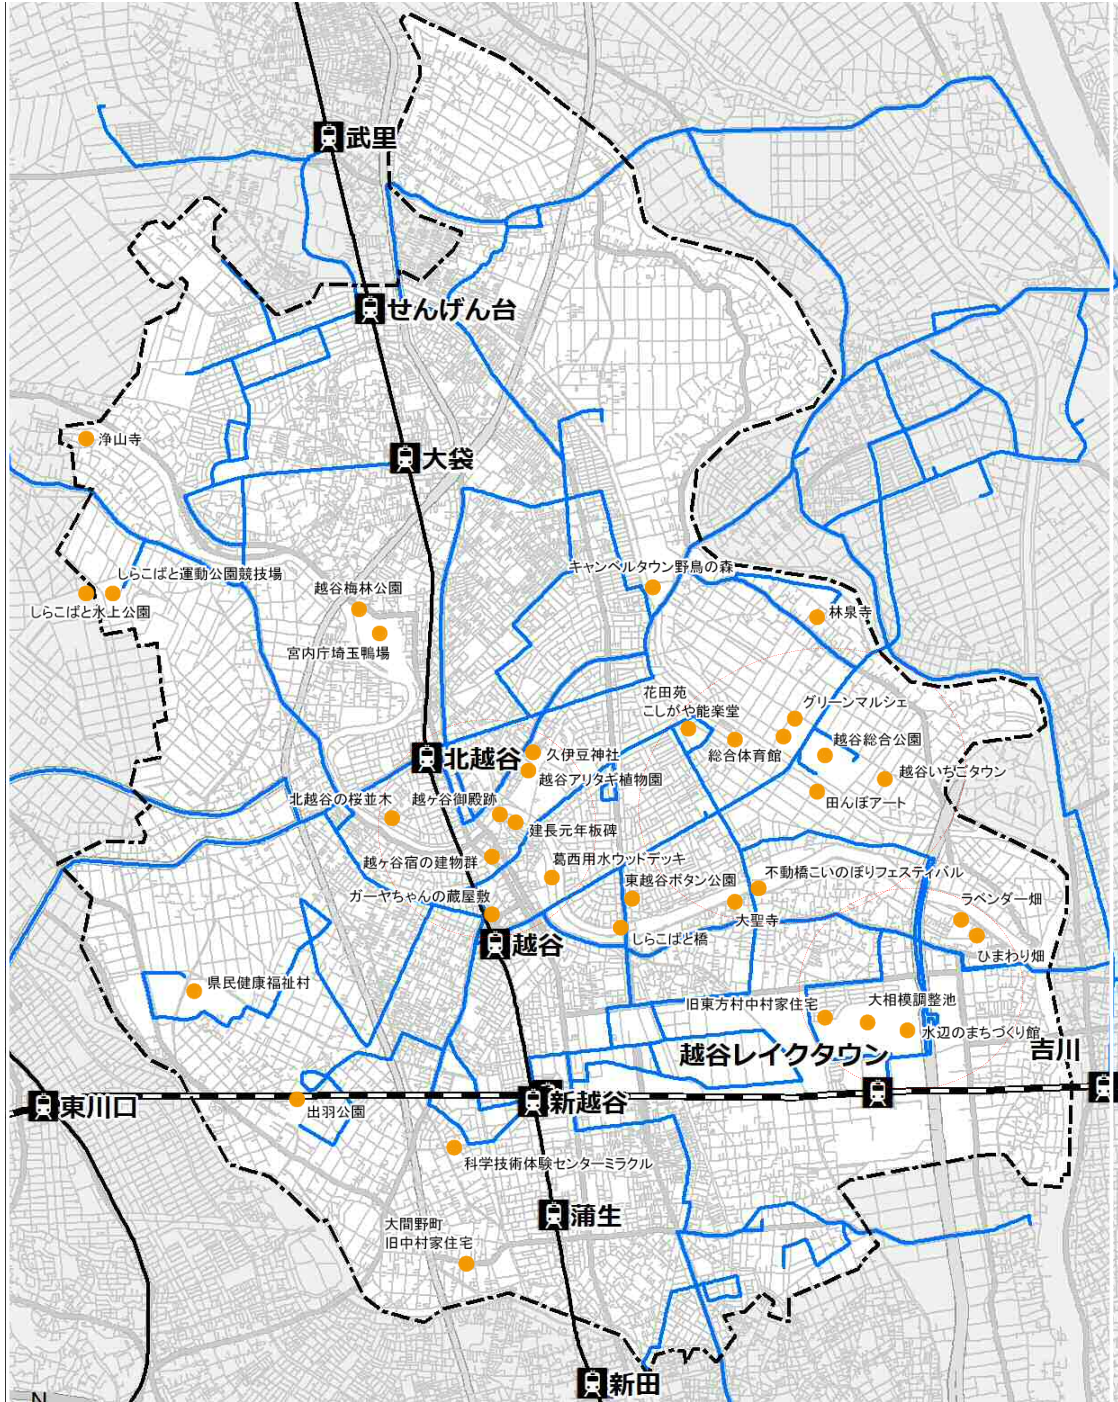 武里
せんげん台
浄山寺
大袋
しらこばと運動公園競技場
しらこばと水上公園
越谷梅林公園
宮内庁埼玉鴨場
キャンベルタウン野鳥の森
林泉寺
花田苑
こしがや能楽堂
グリーンマルシェ
総合体育館
越谷総合公園
越谷いちごタウン
田んぼアート
北越谷
久伊豆神社
越谷アリタキ植物園
北越谷の桜並木
越ヶ谷御殿跡
建長元年板碑
越ヶ谷宿の建物群
葛西用水ウッドデッキ
東越谷ボタン公園
不動橋こいのぼりフェスティバル
ガーヤちゃんの蔵屋敷
大聖寺
ラベンダー畑
越谷
しらこばと橋
ひまわり畑
県民健康福祉村
旧東方村中村家住宅
大相模調整池
水辺のまちづくり館
越谷レイクタウン
吉川
東川口
出羽公園
新越谷
科学技術体験センターミラクル
蒲生
大間野町
旧中村家住宅
新田
N